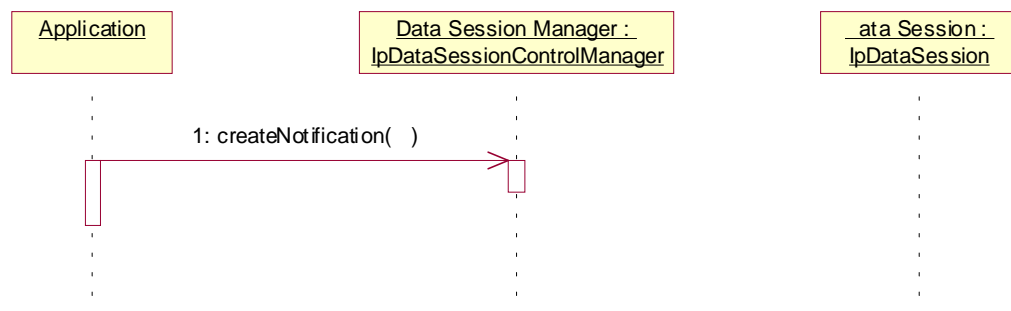 Application
Data Session Manager :
IpDataSessionControlManager
ata Session :
IpDataSession
1: createNotification( )